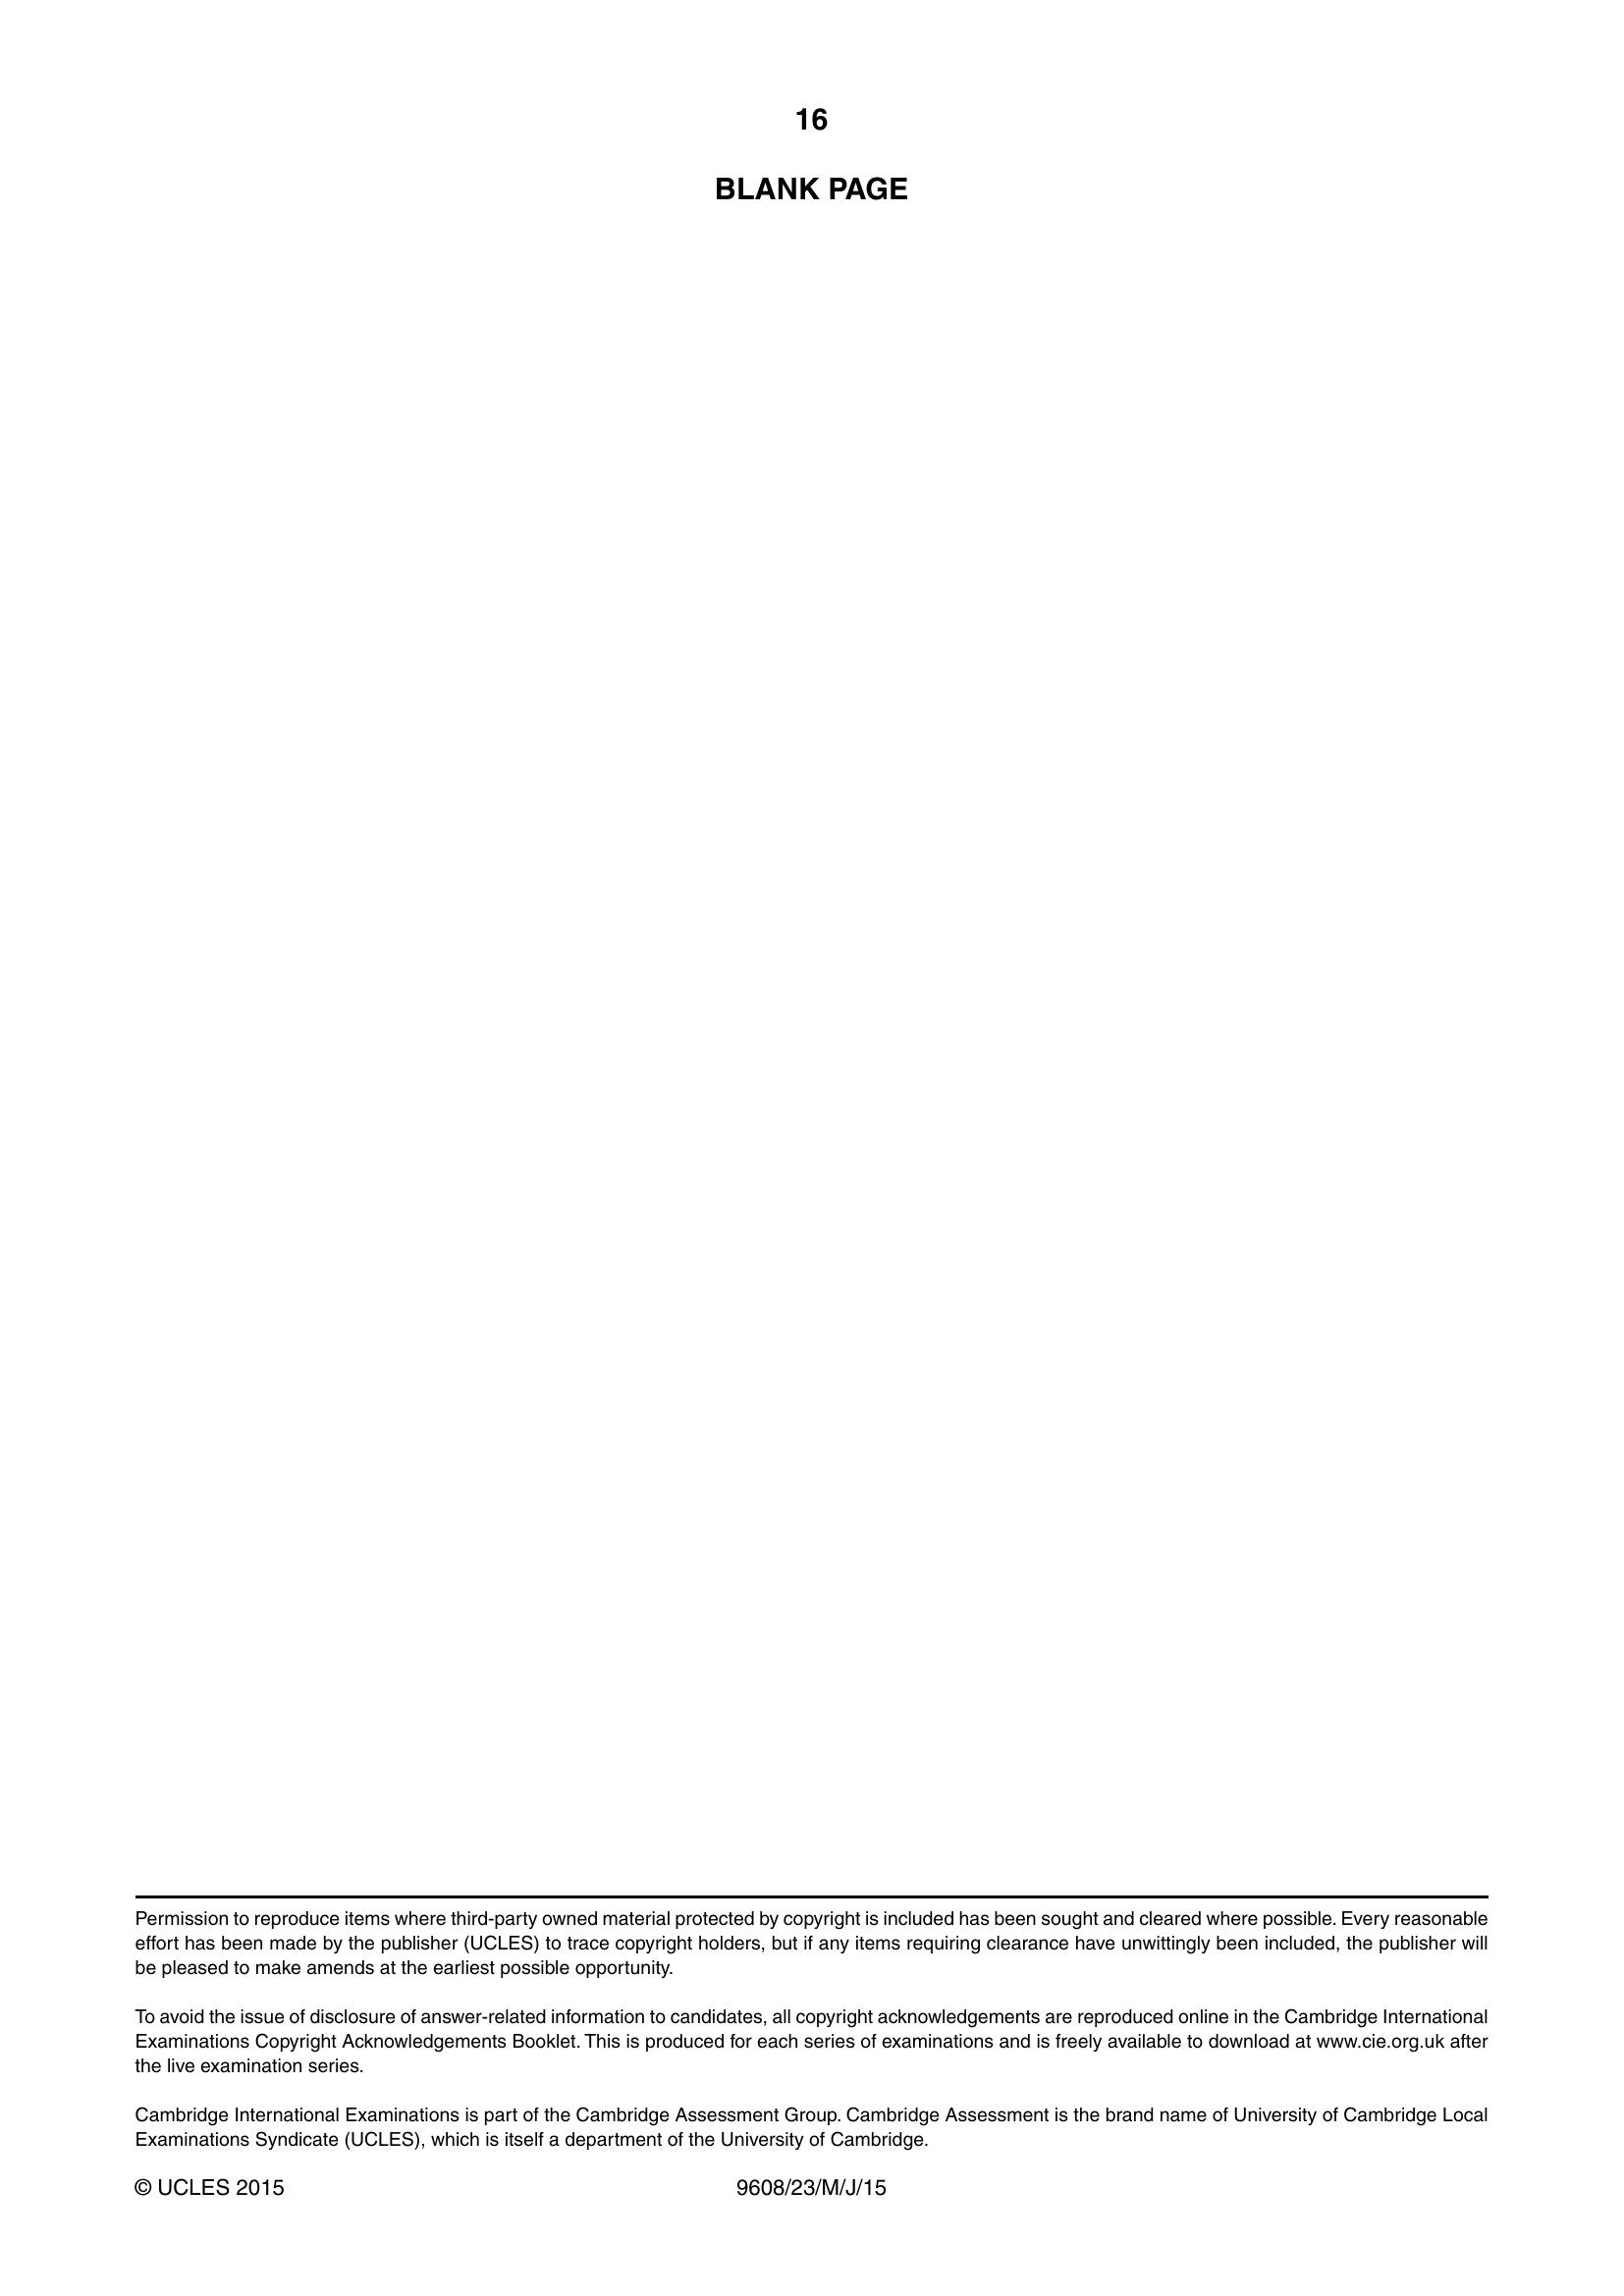 16
BLANK PAGE
Permission to reproduce items where third-party owned material protected by copyright is included has been sought and cleared where possible. Every reasonable
effort has been made by the publisher (UCLES) to trace copyright holders, but if any items requiring clearance have unwittingly been included, the publisher will
be pleased to make amends at the earliest possible opportunity.
To avoid the issue of disclosure of answer-related information to candidates, all copyright acknowledgements are reproduced online in the Cambridge International
Examinations Copyright Acknowledgements Booklet. This is produced for each series of examinations and is freely available to download at www.cie.org.uk after
the live examination series.
Cambridge International Examinations is part of the Cambridge Assessment Group. Cambridge Assessment is the brand name of University of Cambridge Local
Examinations Syndicate (UCLES), which is itself a department of the University of Cambridge.
© UCLES 2015 9608/23/M/J/15